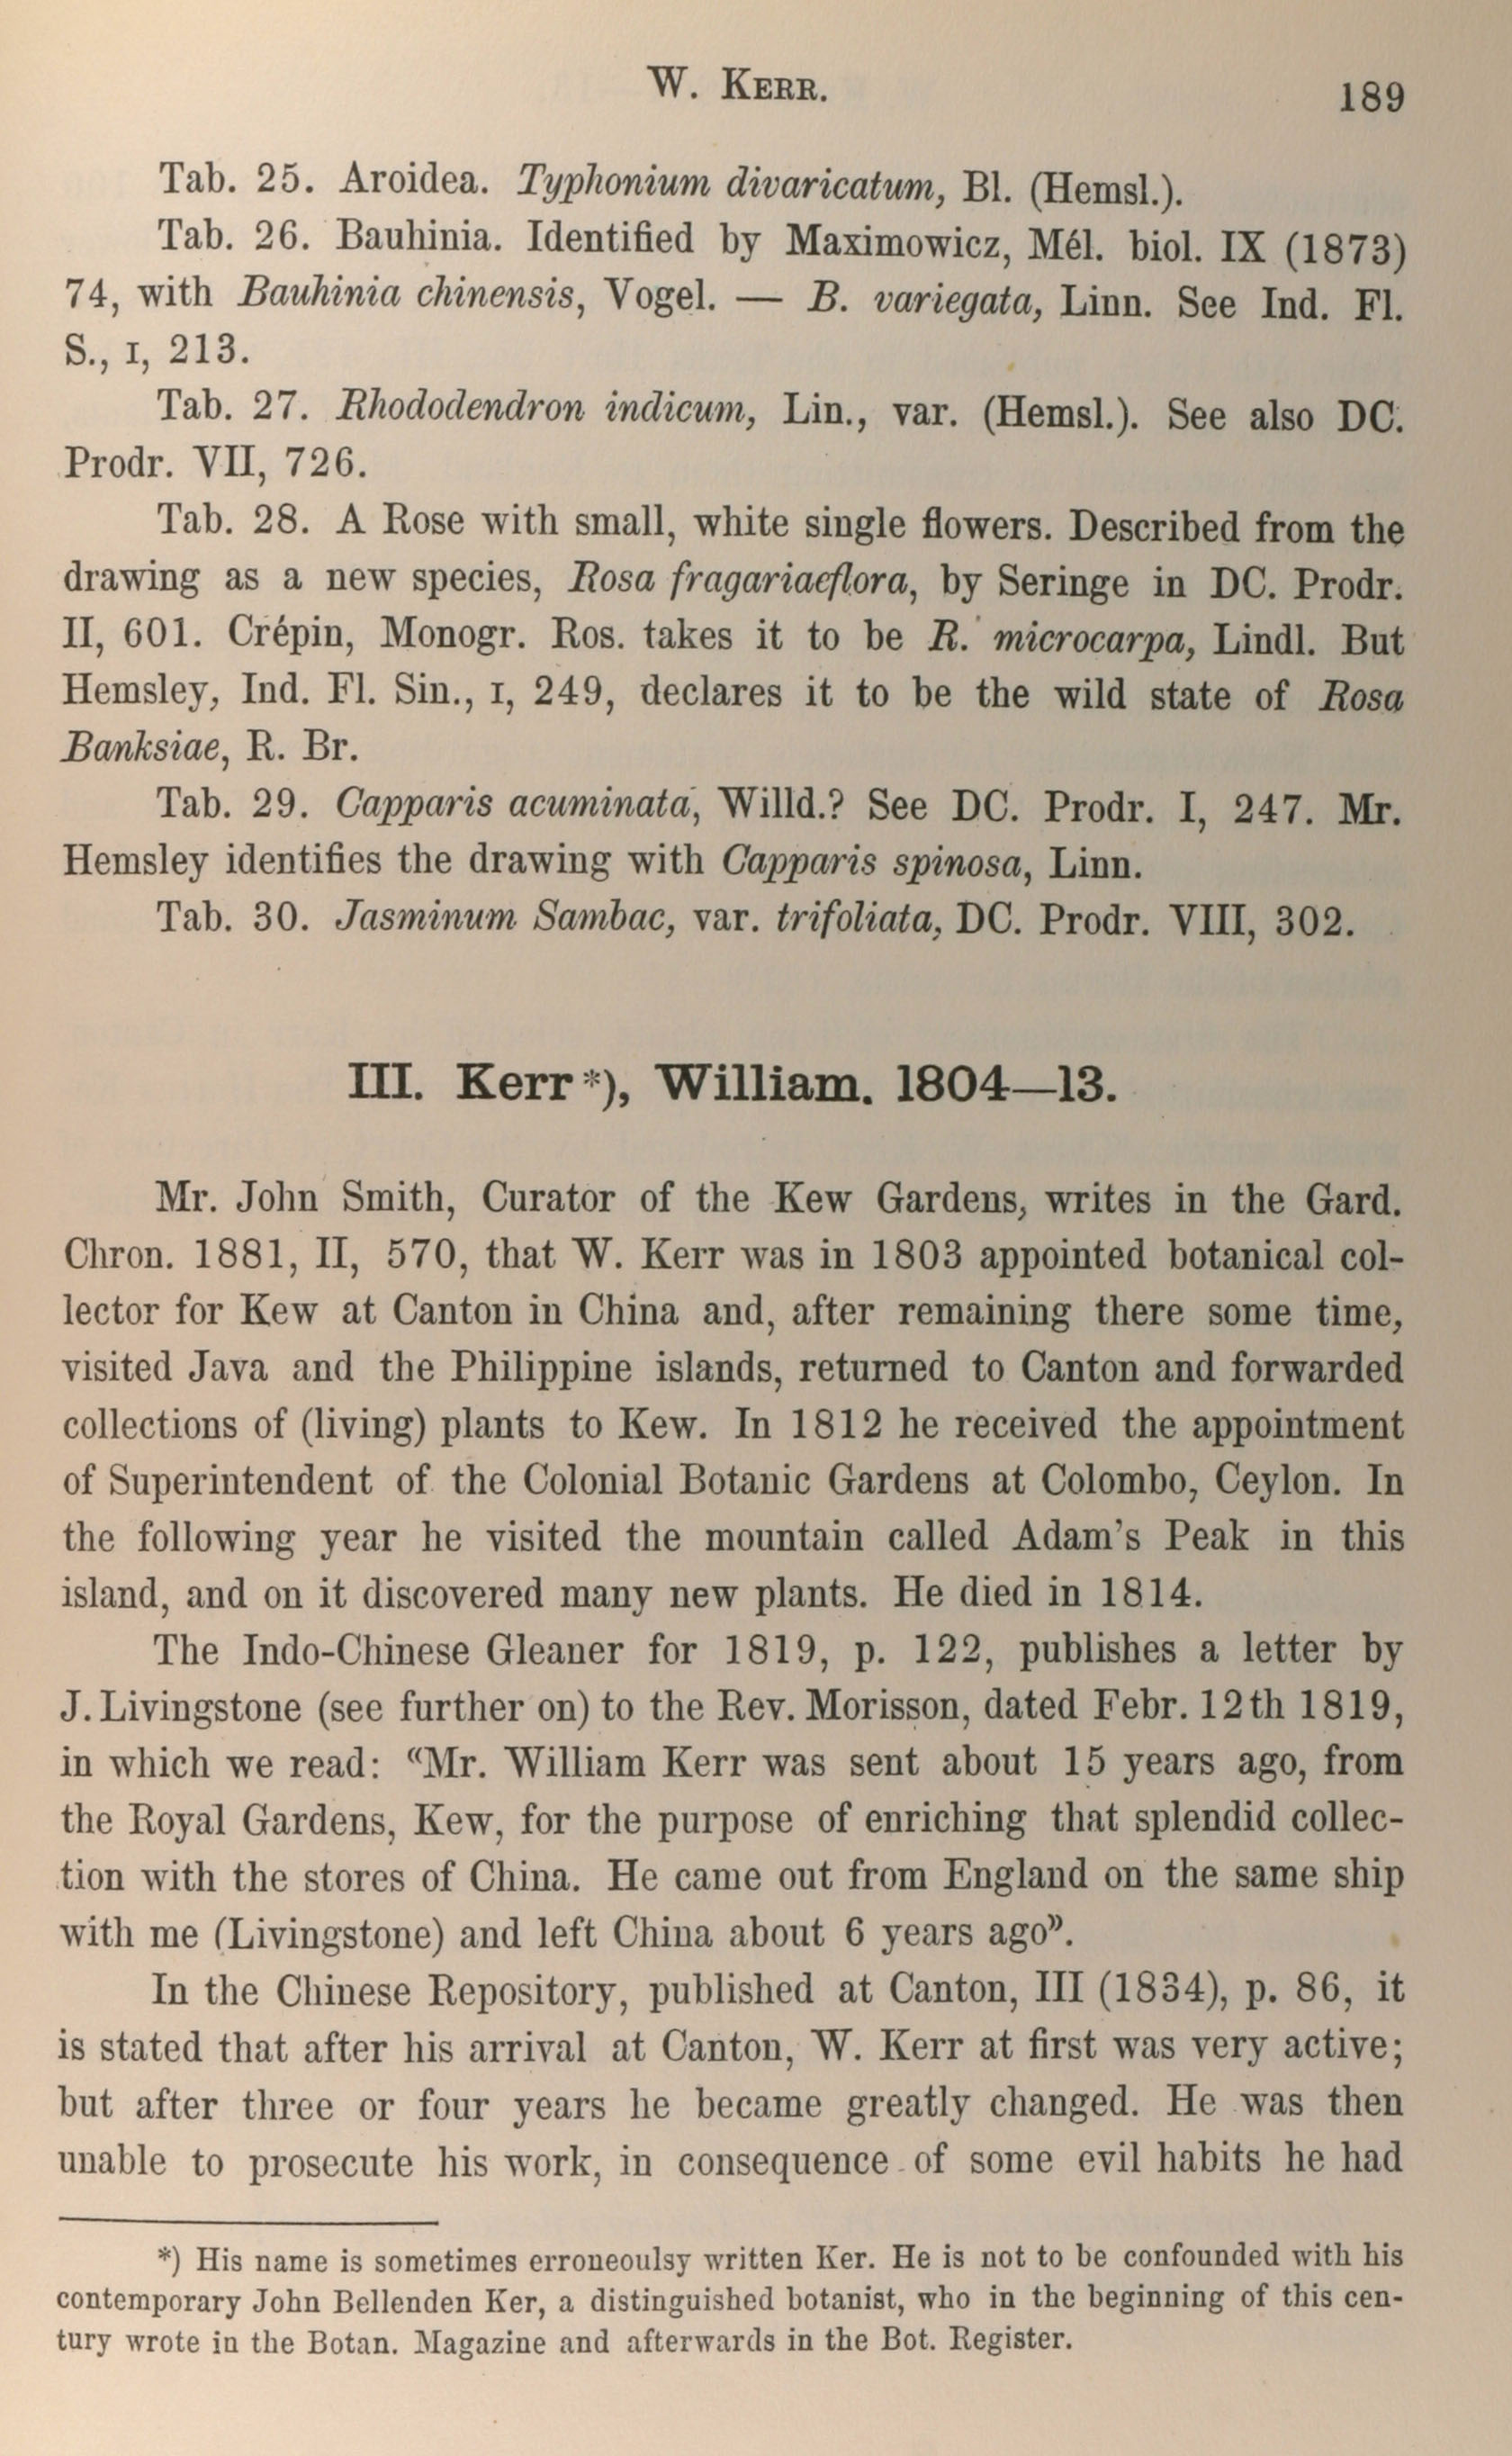 W. KERR.
189
Tab. 25. Aroidea. Typhonium divaricatum, Bl. (Hemsl.).
Tab. 26. Bauhinia. Identified by Maximowicz, Mél. biol. IX (1873)
74, with Bauhinia chinensis, Vogel. — B. variegata, Linn. See Ind. Fl.
S., I, 213.
Tab. 27. Rhododendron indicum, Lin., var. (Hemsl.). See also DC.
Prodr. VII, 726.
Tab. 28. A Rose with small, white single flowers. Described from the
drawing as a new species, Rosa fragariaeflora, by Seringe in DC. Prodr.
II, 601. Crépin, Monogr. Ros. takes it to be R. microcarpa, Lindl. But
Hemsley, Ind. Fl. Sin., I, 249, declares it to be the wild state of Rosa
Banksiae, R. Br.
Tab. 29. Capparis acuminata, Willd.? See DC. Prodr. I, 247. Mr.
Hemsley identifies the drawing with Capparis spinosa, Linn.
Tab. 30. Jasminum Sambac, var. trifoliata, DC. Prodr. VIII, 302.
III. Kerr*), William. 1804—13.
Mr. John Smith, Curator of the Kew Gardens, writes in the Gard.
Chron. 1881, II, 570, that W. Kerr was in 1803 appointed botanical col-
lector for Kew at Canton in China and, after remaining there some time,
visited Java and the Philippine islands, returned to Canton and forwarded
collections of (living) plants to Kew. In 1812 he received the appointment
of Superintendent of the Colonial Botanic Gardens at Colombo, Ceylon. In
the following year he visited the mountain called Adam's Peak in this
island, and on it discovered many new plants. He died in 1814.
The Indo-Chinese Gleaner for 1819, p. 122, publishes a letter by
J. Livingstone (see further on) to the Rev. Morisson, dated Febr. 12th 1819,
in which we read: “Mr. William Kerr was sent about 15 years ago, from
the Royal Gardens, Kew, for the purpose of enriching that splendid collec-
tion with the stores of China. He came out from England on the same ship
with me (Livingstone) and left China about 6 years ago”.
In the Chinese Repository, published at Canton, III (1834), p. 86, it
is stated that after his arrival at Canton, W. Kerr at first was very active;
but after three or four years he became greatly changed. He was then
unable to prosecute his work, in consequence of some evil habits he had
*) His name is sometimes erroneoulsy written Ker. He is not to be confounded with his
contemporary John Bellenden Ker, a distinguished botanist, who in the beginning of this cen-
tury wrote in the Botan. Magazine and afterwards in the Bot. Register.